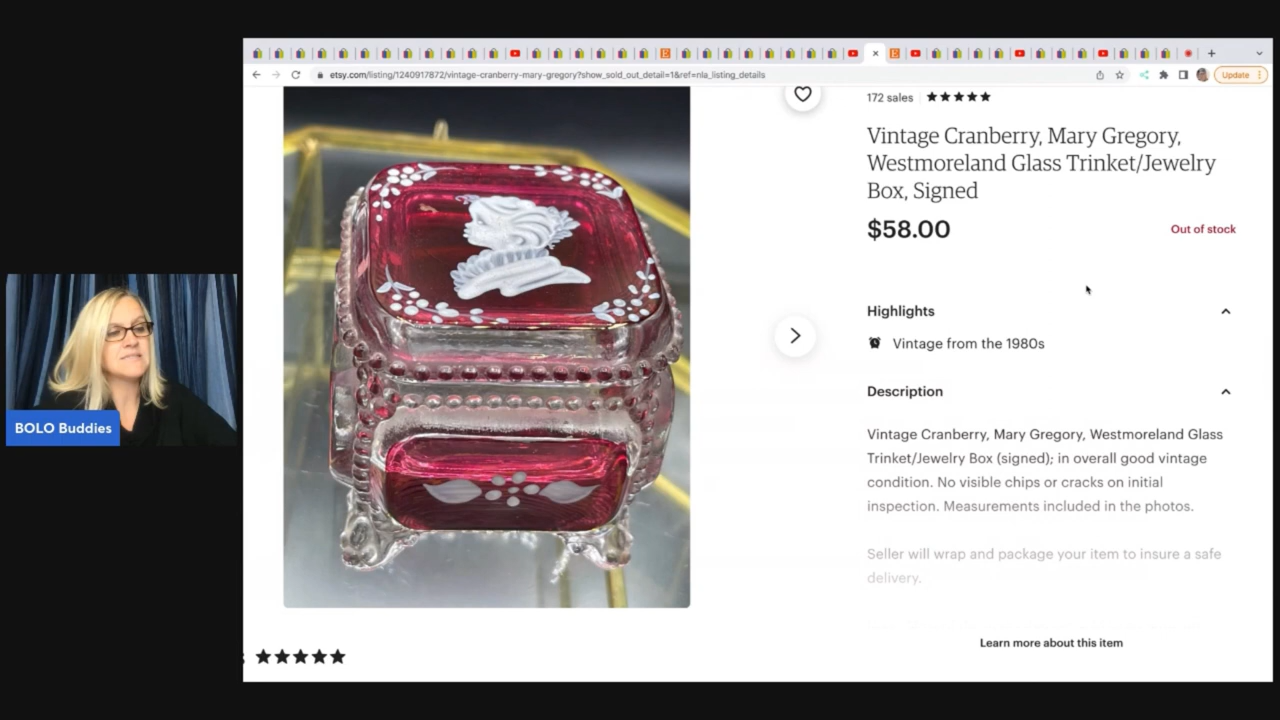 etsy.com/listing/1240917872/vintage-cranberry-mary-gregory?show_sold_out_detail=1&ref=nla_listing_details
Update
172 sales
Vintage Cranberry, Mary Gregory,
Westmoreland Glass Trinket/Jewelry
Box, Signed
$58.00
Out of stock
Highlights
Vintage from the 1980s
Description
Vintage Cranberry, Mary Gregory, Westmoreland Glass
Trinket/Jewelry Box (signed); in overall good vintage
condition. No visible chips or cracks on initial
inspection. Measurements included in the photos.
Seller will wrap and package your item to insure a safe
delivery.
Learn more about this item
BOLO Buddies